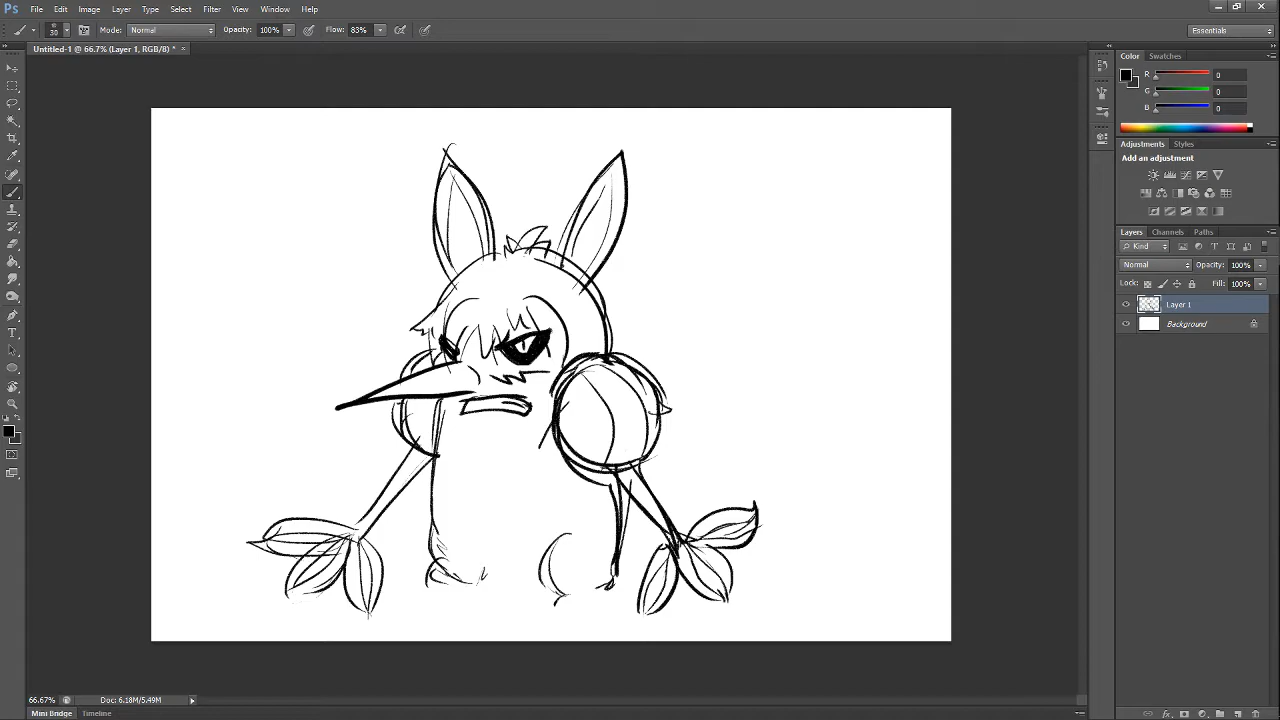 Ps File Edit Image Layer Type Select Filter View Window Help
30 Mode: Normal Opacity: 100% Flow: 83% Essentials
Untitled-1 @ 66.7% (Layer 1, RGB/8) * ×
Color Swatches
R 0
G 0
B 0
Adjustments Styles
Add an adjustment
Layers Channels Paths
Kind
Normal Opacity: 100%
Lock: Fill: 100%
Layer 1
Background
66.67% Doc: 6.18M/5.49M
Mini Bridge Timeline